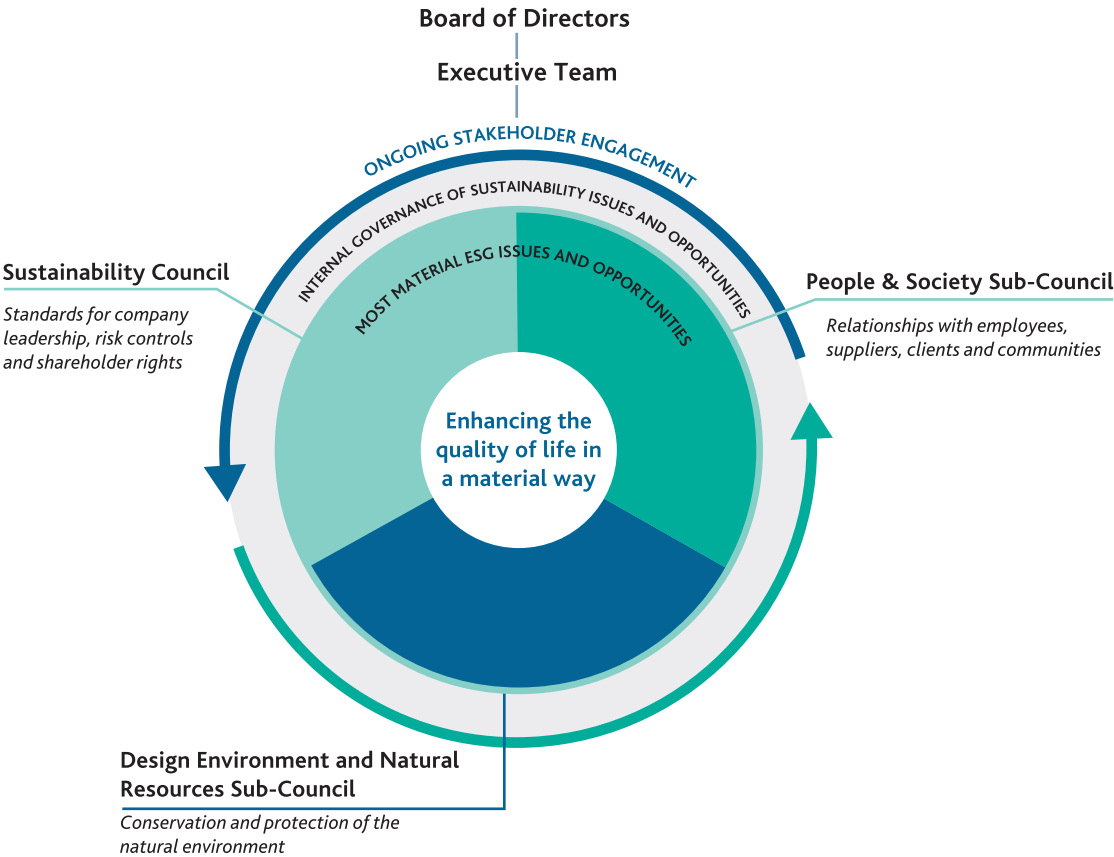 Board of Directors
Executive Team
ONGOING STAKEHOLDER ENGAGEMENT
INTERNAL GOVERNANCE OF SUSTAINABILITY ISSUES AND OPPORTUNITIES
MOST MATERIAL ESG ISSUES AND OPPORTUNITIES
Sustainability Council
Standards for company
leadership, risk controls
and shareholder rights
People & Society Sub-Council
Relationships with employees,
suppliers, clients and communities
Enhancing the
quality of life in
a material way
Design Environment and Natural
Resources Sub-Council
Conservation and protection of the
natural environment